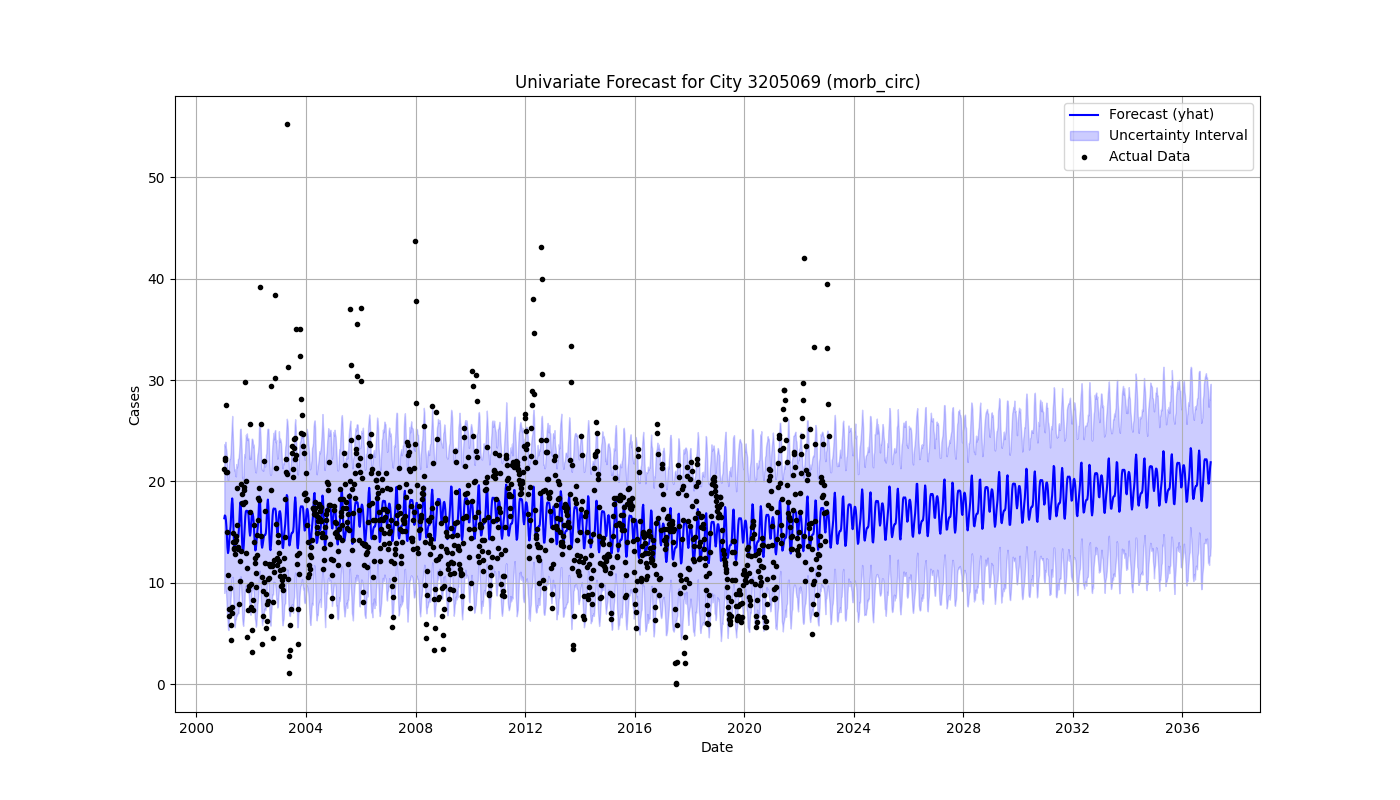 Univariate Forecast for City 3205069 (morb_circ)
Forecast (yhat)
Uncertainty Interval
Actual Data
Cases
50
40
30
20
10
0
2000 2004 2008 2012 2016 2020 2024 2028 2032 2036
Date